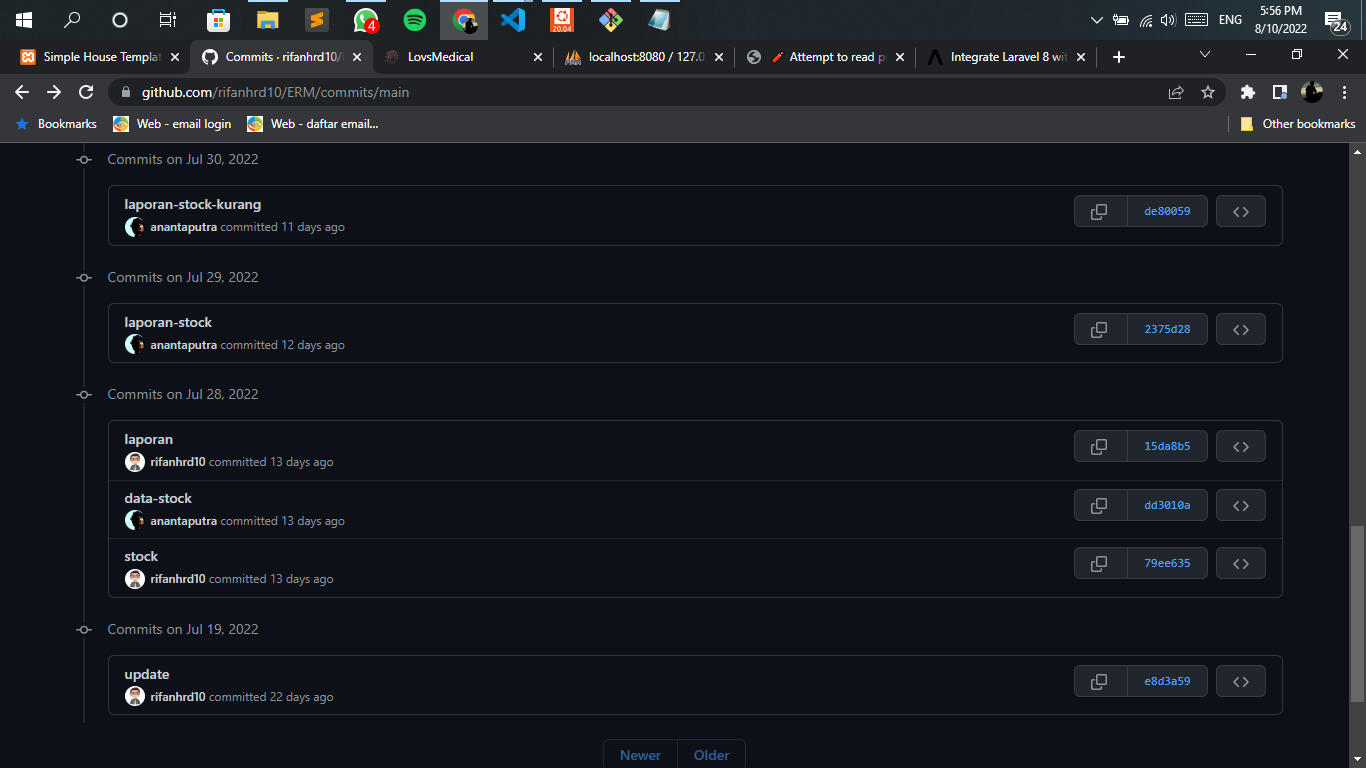 5:56 PM
4
20.04
ENG
8/10/2022
24
Simple House Templat
Commits · rifanhrd10/
LovsMedical
localhost:8080 / 127.0
Attempt to read p
Integrate Laravel 8 wit
github.com/rifanhrd10/ERM/commits/main
Bookmarks
Web - email login
Web - daftar email...
Other bookmarks
Commits on Jul 30, 2022
laporan-stock-kurang
de80059
anantaputra committed 11 days ago
Commits on Jul 29, 2022
laporan-stock
2375d28
anantaputra committed 12 days ago
Commits on Jul 28, 2022
laporan
15da8b5
rifanhrd10 committed 13 days ago
data-stock
dd3010a
anantaputra committed 13 days ago
stock
79ee635
rifanhrd10 committed 13 days ago
Commits on Jul 19, 2022
update
e8d3a59
rifanhrd10 committed 22 days ago
Newer
Older